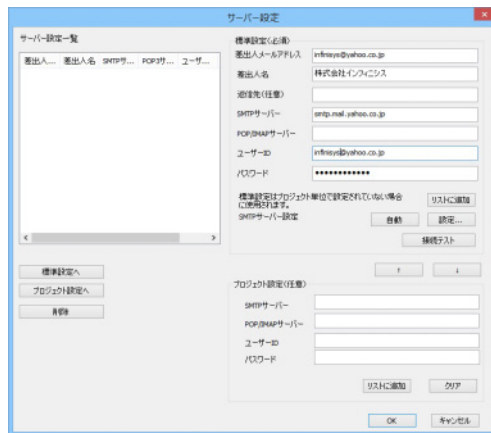 サーバー設定
サーバー設定一覧
差出人... 差出人名 SMTPサ... POP3サ... ユーザ...
標準設定へ
プロジェクト設定へ
削除
標準設定(必須)
差出人メールアドレス infinisys@yahoo.co.jp
差出人名 株式会社インフィニシス
返信先(任意)
SMTPサーバー smtp.mail.yahoo.co.jp
POP/IMAPサーバー
ユーザーID infinisys@yahoo.co.jp
パスワード ●●●●●●●●●●●●
標準設定はプロジェクト単位で設定されていない場合
に使用されます。
リストに追加
SMTPサーバー設定 自動 設定...
接続テスト
↑ ↓
プロジェクト設定(任意)
SMTPサーバー
POP/IMAPサーバー
ユーザーID
パスワード
リストに追加 クリア
OK キャンセル